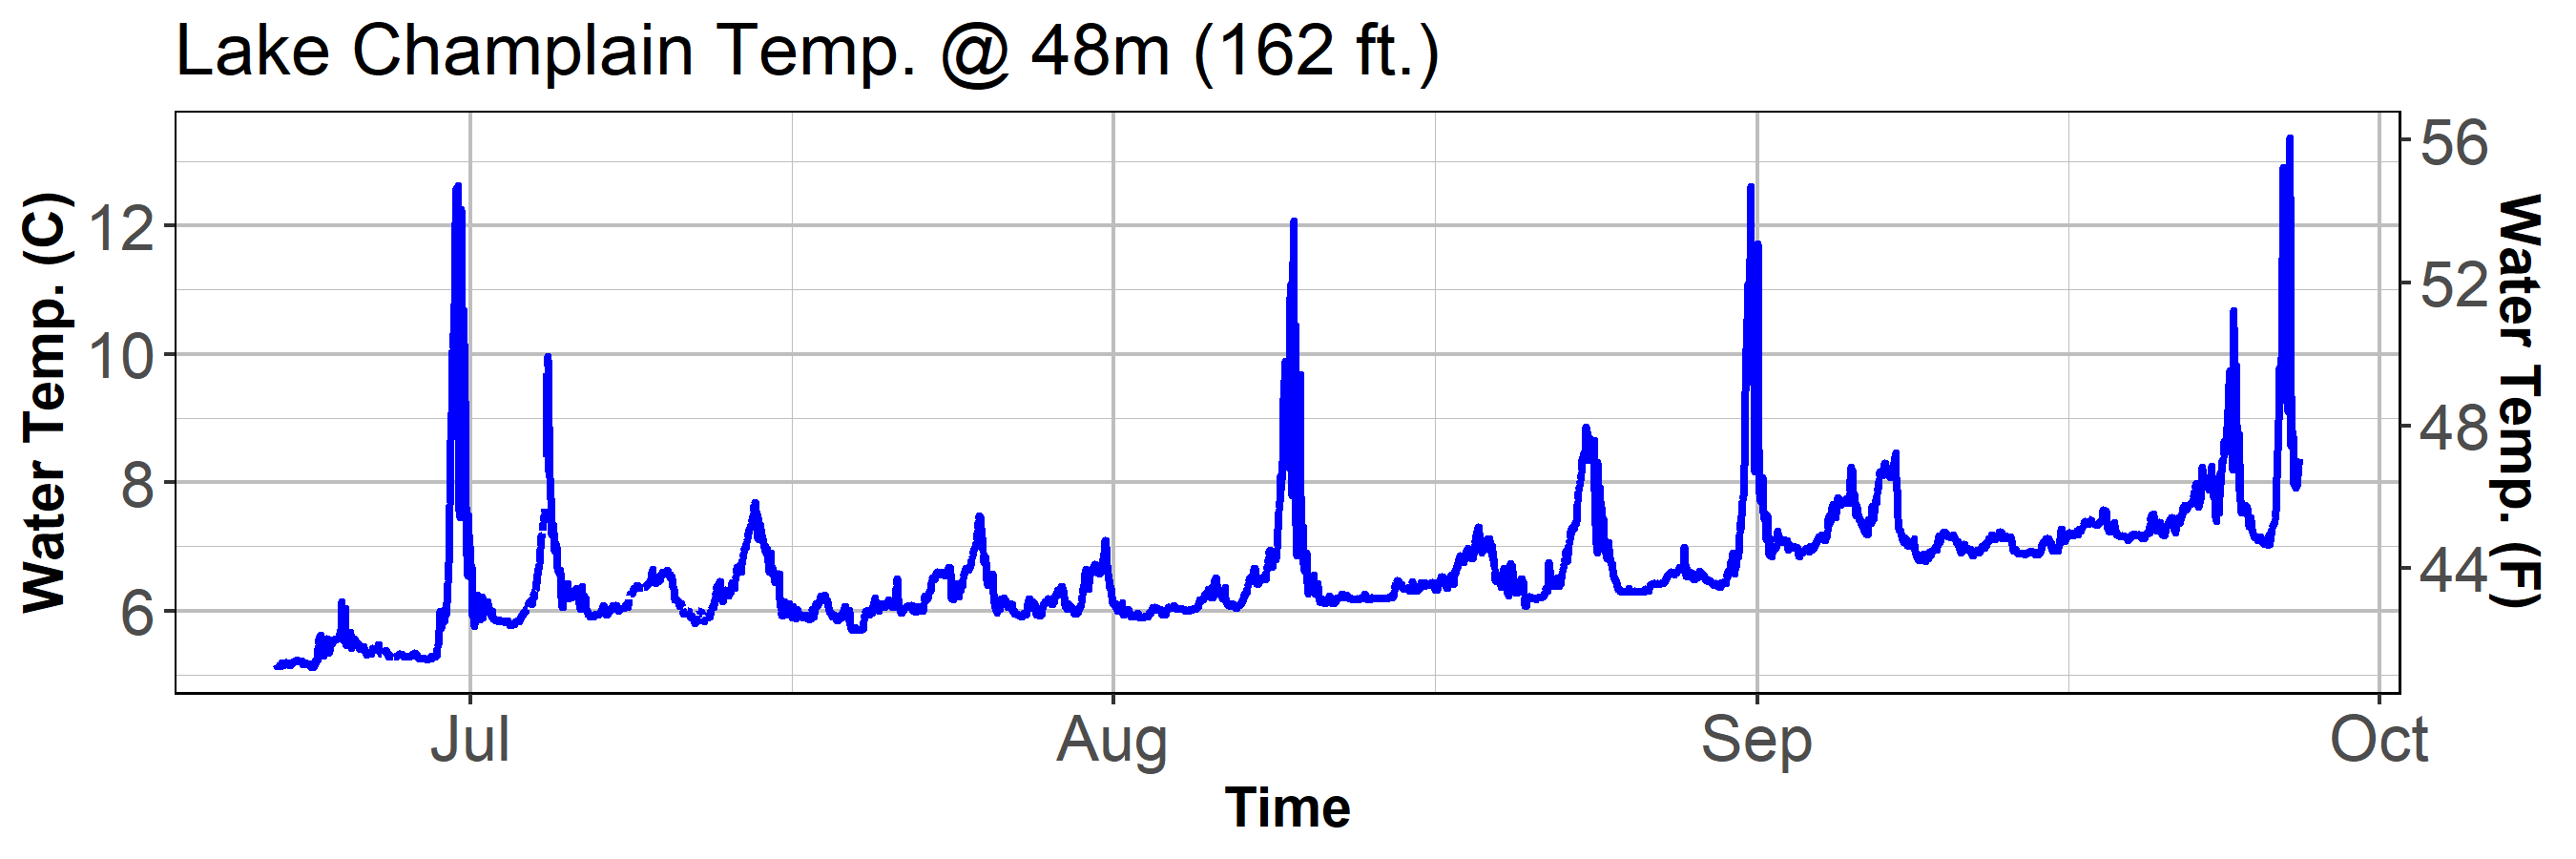 Lake Champlain Temp. @ 48m (162 ft.)
Water Temp. (C)
12
10
8
6
56
52
48
44
Water Temp. (F)
Jul
Aug
Sep
Oct
Time